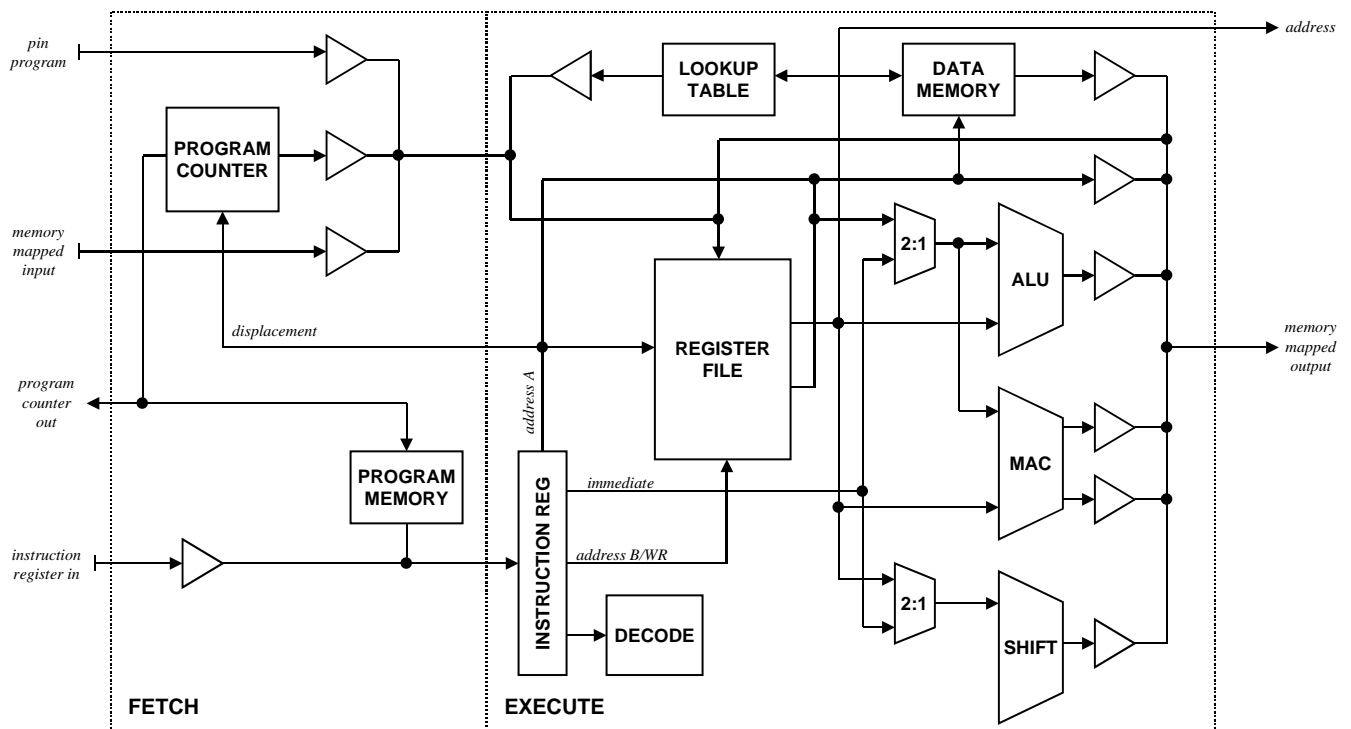 pin
program
address
LOOKUP
TABLE
DATA
MEMORY
PROGRAM
COUNTER
memory
mapped
input
2:1
ALU
displacement
REGISTER
FILE
memory
mapped
output
program
counter
out
address A
PROGRAM
MEMORY
MAC
immediate
INSTRUCTION REG
instruction
register in
address B/WR
2:1
DECODE
SHIFT
FETCH
EXECUTE